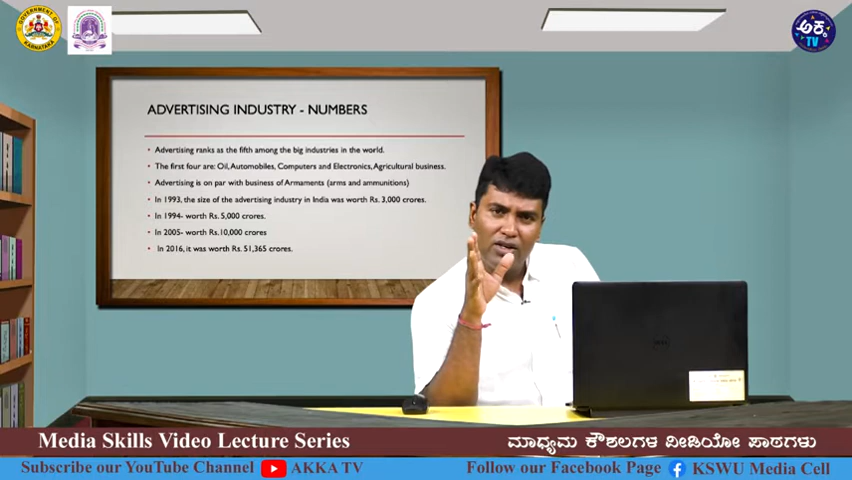 GOVERNMENT OF
KARNATAKA
ಅಕ್ಕ
TV
ADVERTISING INDUSTRY - NUMBERS
• Advertising ranks as the fifth among the big industries in the world.
• The first four are: Oil, Automobiles, Computers and Electronics, Agricultural business.
• Advertising is on par with business of Armaments (arms and ammunitions)
• In 1993, the size of the advertising industry in India was worth Rs. 3,000 crores.
• In 1994- worth Rs. 5,000 crores.
• In 2005- worth Rs.10,000 crores
• In 2016, it was worth Rs. 51,365 crores.
DELL
Media Skills Video Lecture Series
ಮಾಧ್ಯಮ ಕೌಶಲಗಳ ವೀಡಿಯೋ ಪಾಠಗಳು
Subscribe our YouTube Channel AKKA TV
Follow our Facebook Page KSWU Media Cell